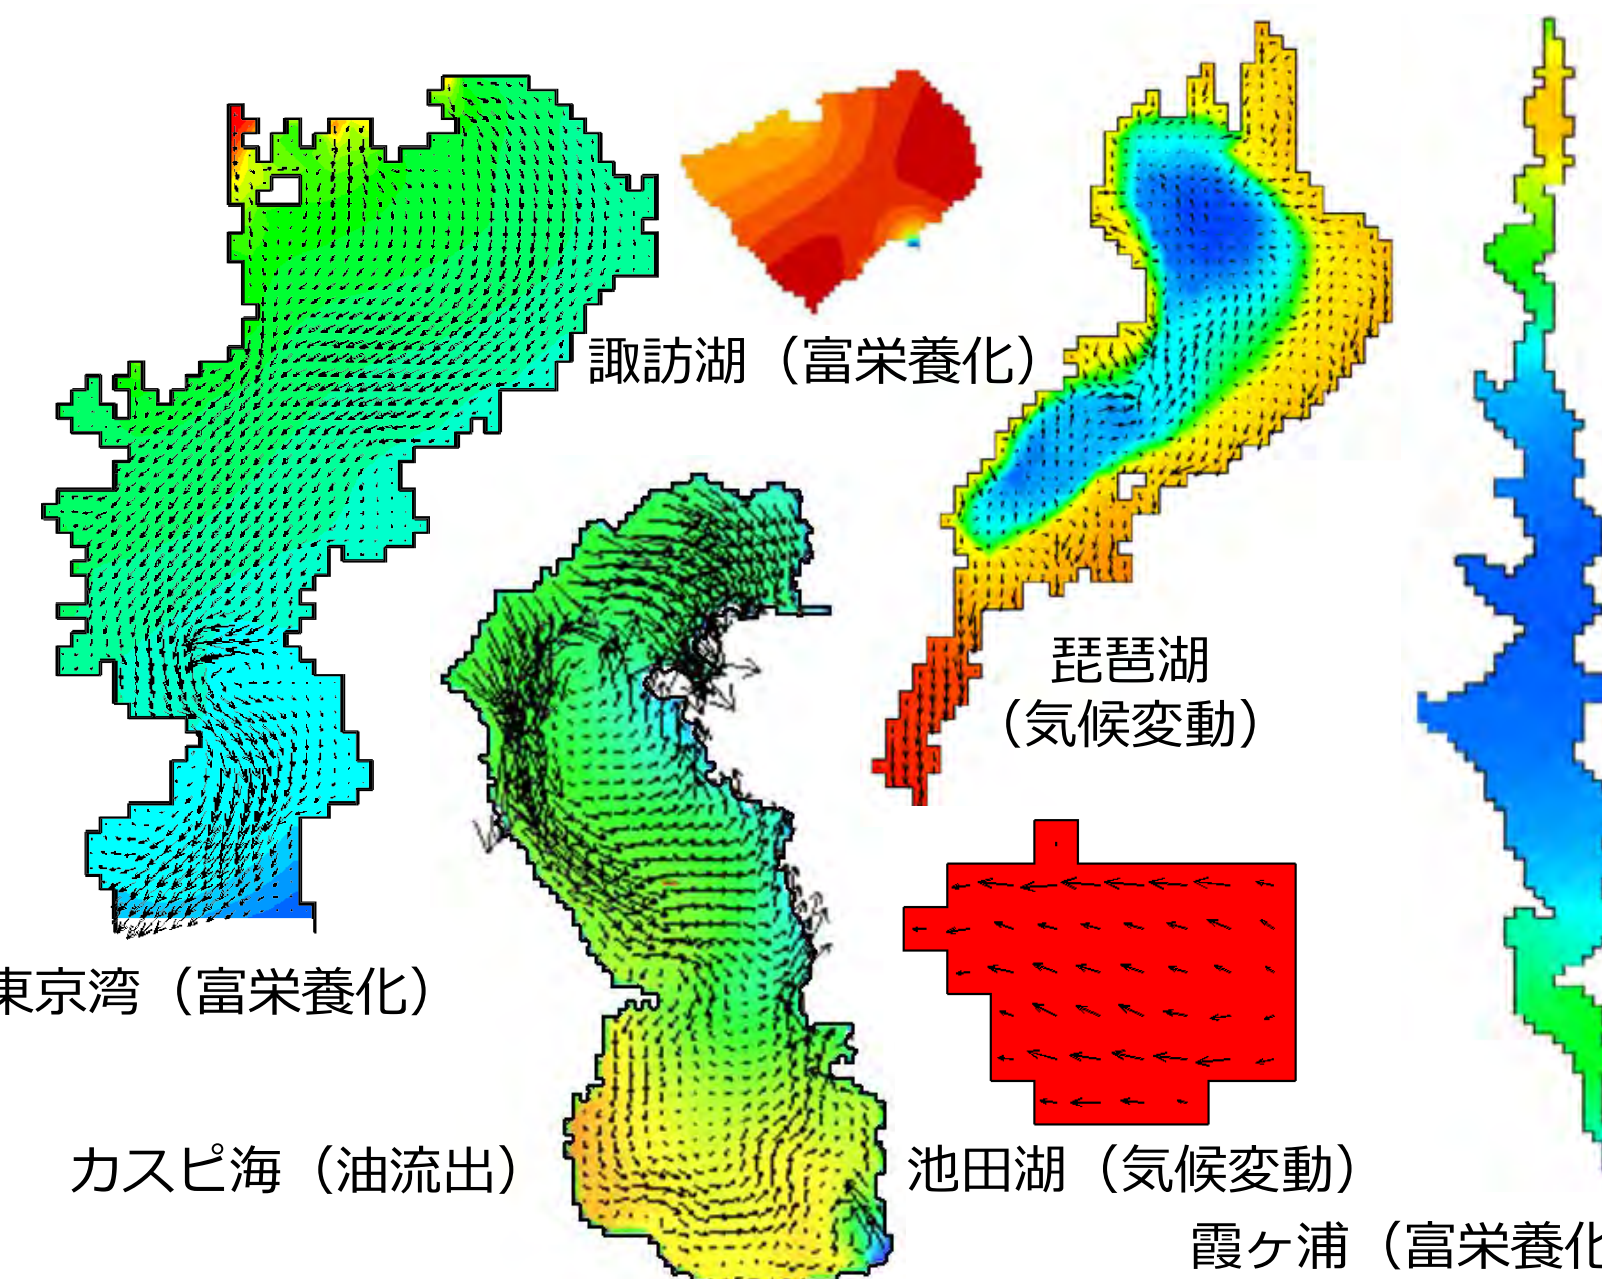 諏訪湖（富栄養化）
琵琶湖
（気候変動）
東京湾（富栄養化）
カスピ海（油流出）
池田湖（気候変動）
霞ヶ浦（富栄養化